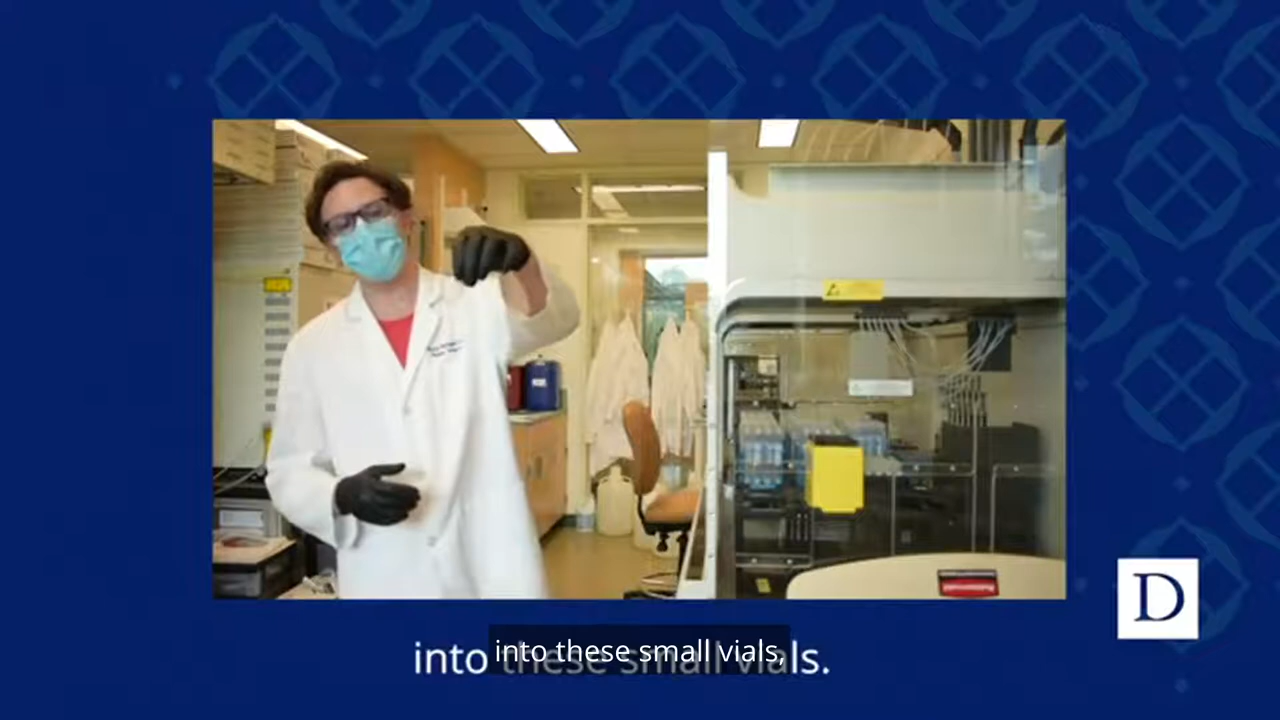 D
into these small vials.
into these small vials,